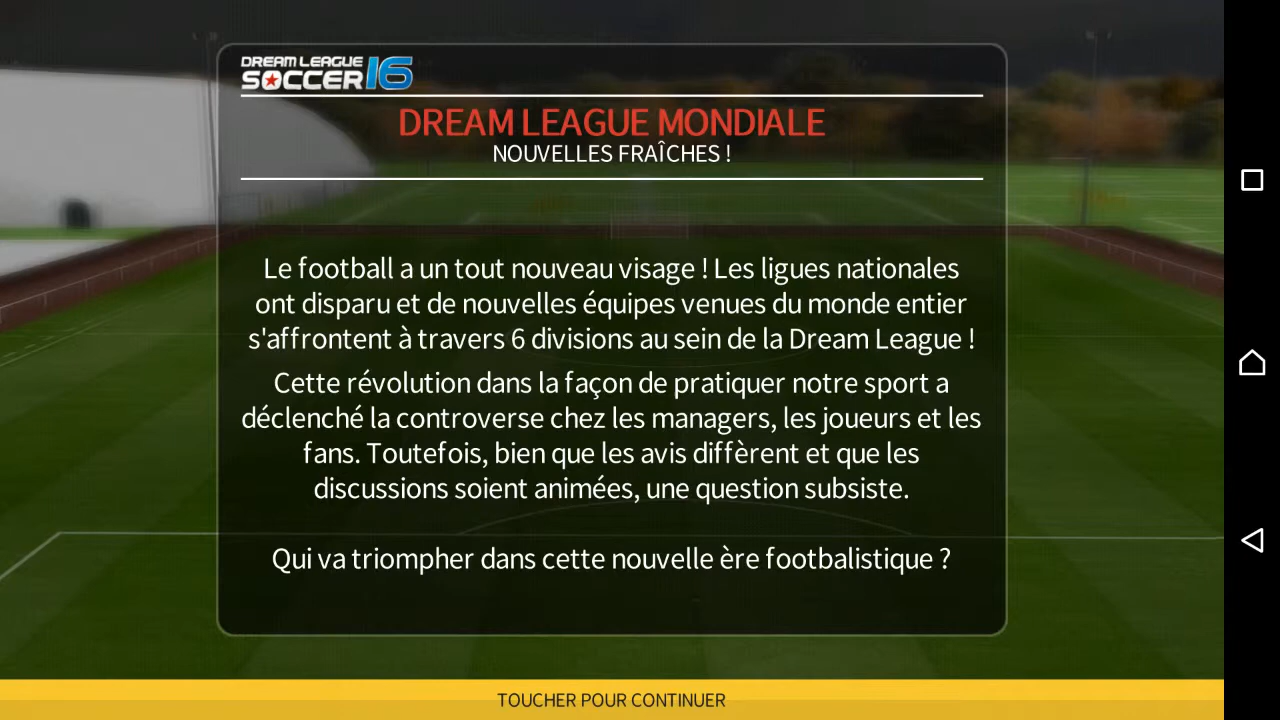 DREAM LEAGUE
SOCCER 16
DREAM LEAGUE MONDIALE
NOUVELLES FRAÎCHES !
Le football a un tout nouveau visage ! Les ligues nationales
ont disparu et de nouvelles équipes venues du monde entier
s'affrontent à travers 6 divisions au sein de la Dream League !
Cette révolution dans la façon de pratiquer notre sport a
déclenché la controverse chez les managers, les joueurs et les
fans. Toutefois, bien que les avis diffèrent et que les
discussions soient animées, une question subsiste.
Qui va triompher dans cette nouvelle ère footbalistique ?
TOUCHER POUR CONTINUER